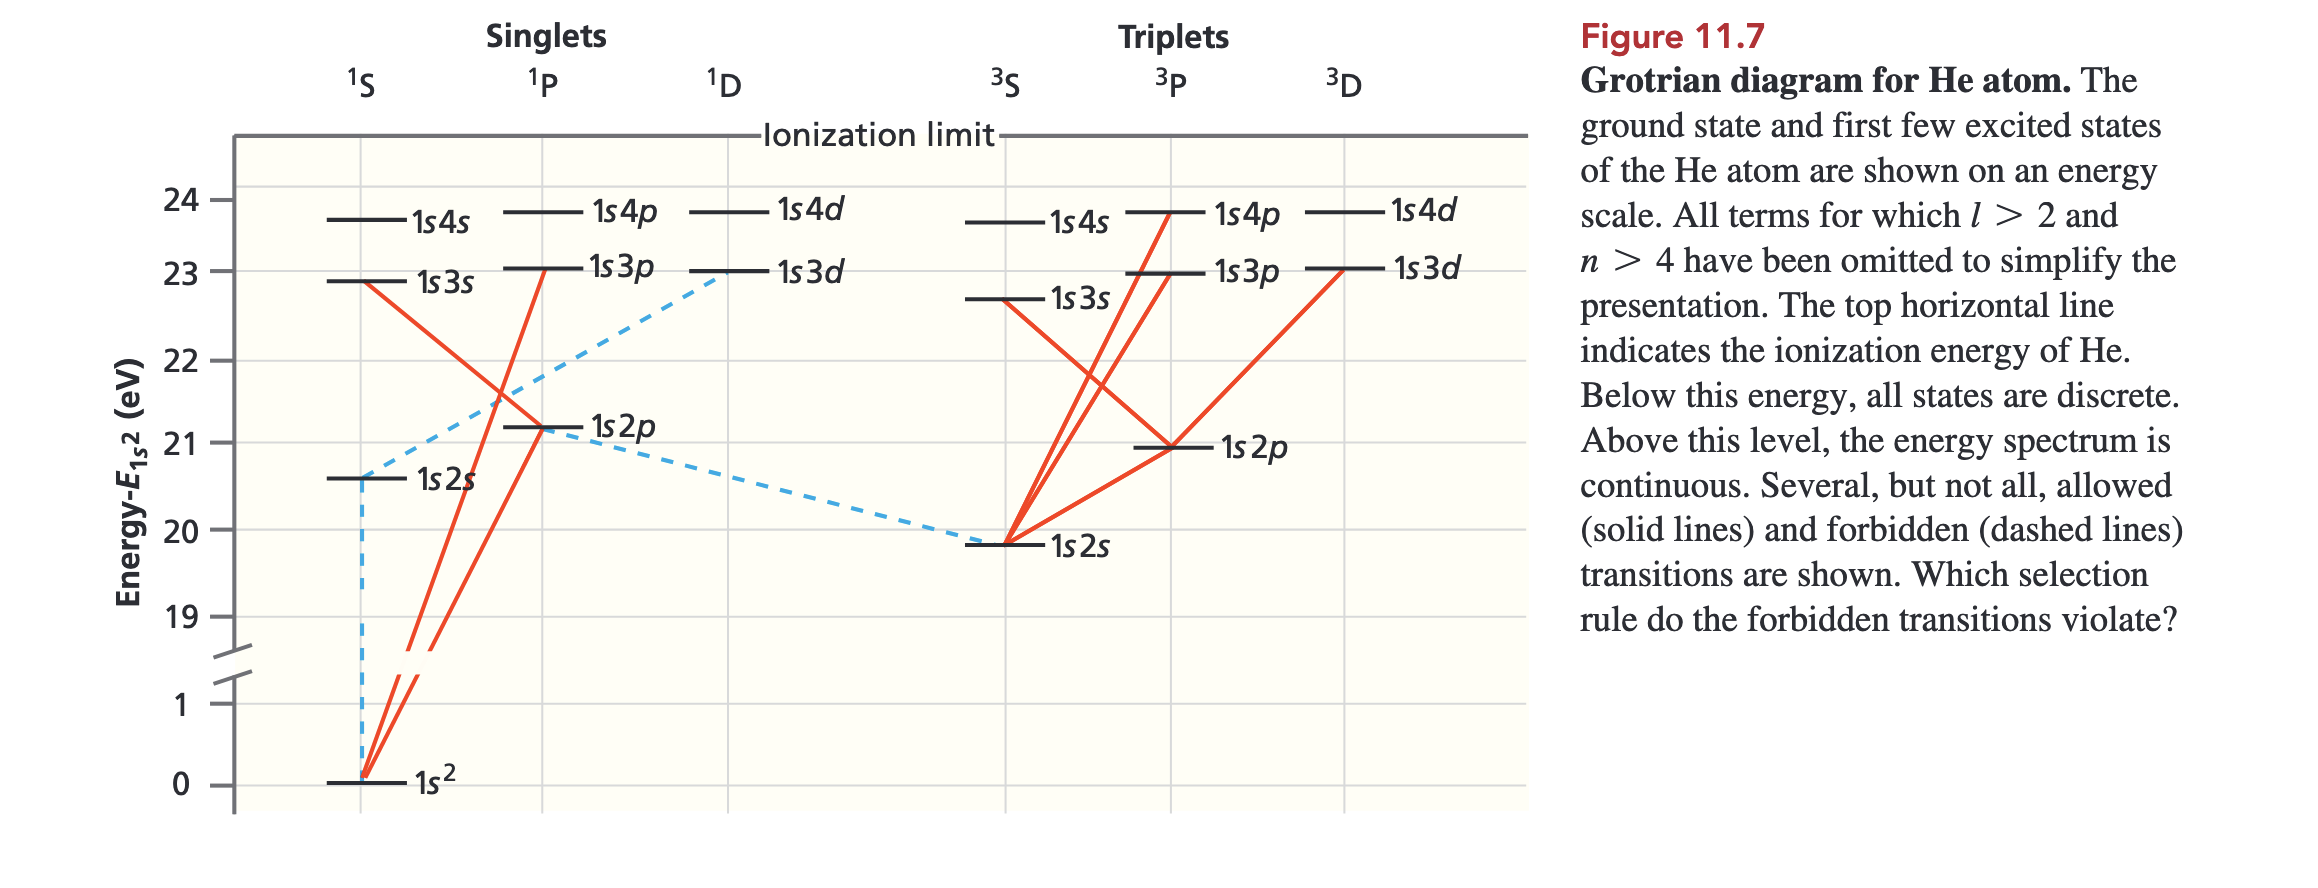 Singlets Triplets
¹S ¹P ¹D ³S ³P ³D
Ionization limit
24
1s4s 1s4p 1s4d 1s4s 1s4p 1s4d
23
1s3s 1s3p 1s3d 1s3s 1s3p 1s3d
22
21
1s2p 1s2p
1s2s
20
1s2s
19
1
0
1s²
Energy-E₁ₛ₂ (eV)
Figure 11.7
Grotrian diagram for He atom. The
ground state and first few excited states
of the He atom are shown on an energy
scale. All terms for which l > 2 and
n > 4 have been omitted to simplify the
presentation. The top horizontal line
indicates the ionization energy of He.
Below this energy, all states are discrete.
Above this level, the energy spectrum is
continuous. Several, but not all, allowed
(solid lines) and forbidden (dashed lines)
transitions are shown. Which selection
rule do the forbidden transitions violate?